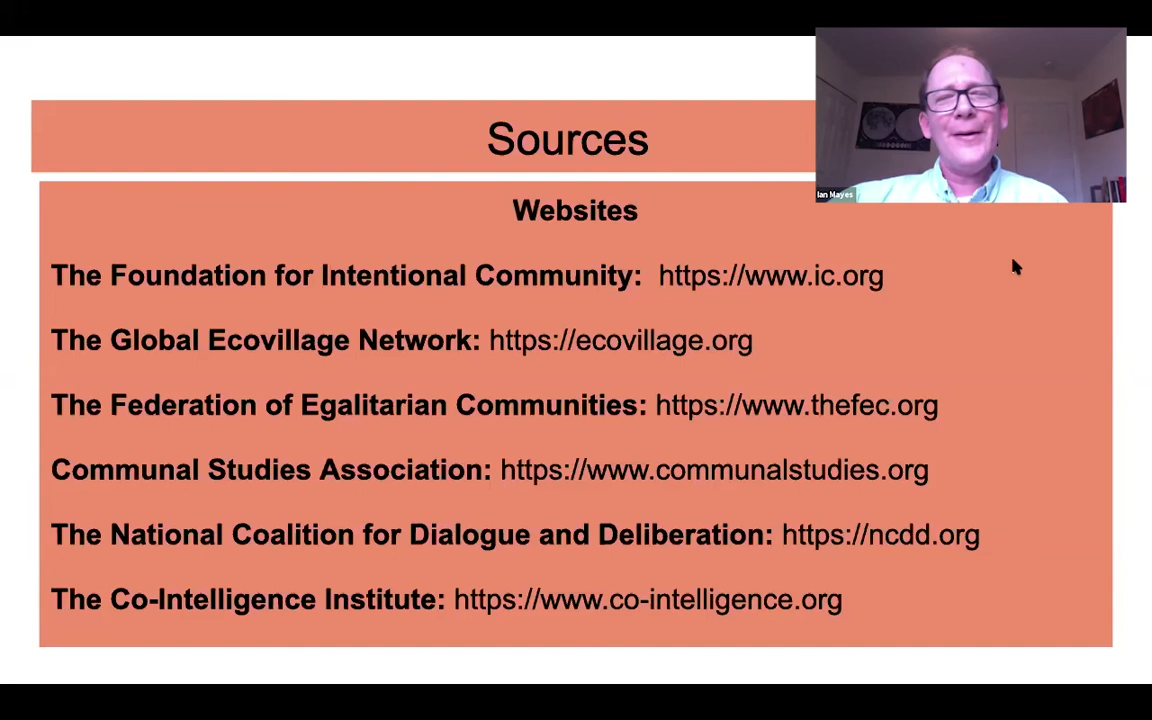 Sources
Ian Mayes
Websites
The Foundation for Intentional Community: https://www.ic.org
The Global Ecovillage Network: https://ecovillage.org
The Federation of Egalitarian Communities: https://www.thefec.org
Communal Studies Association: https://www.communalstudies.org
The National Coalition for Dialogue and Deliberation: https://ncdd.org
The Co-Intelligence Institute: https://www.co-intelligence.org